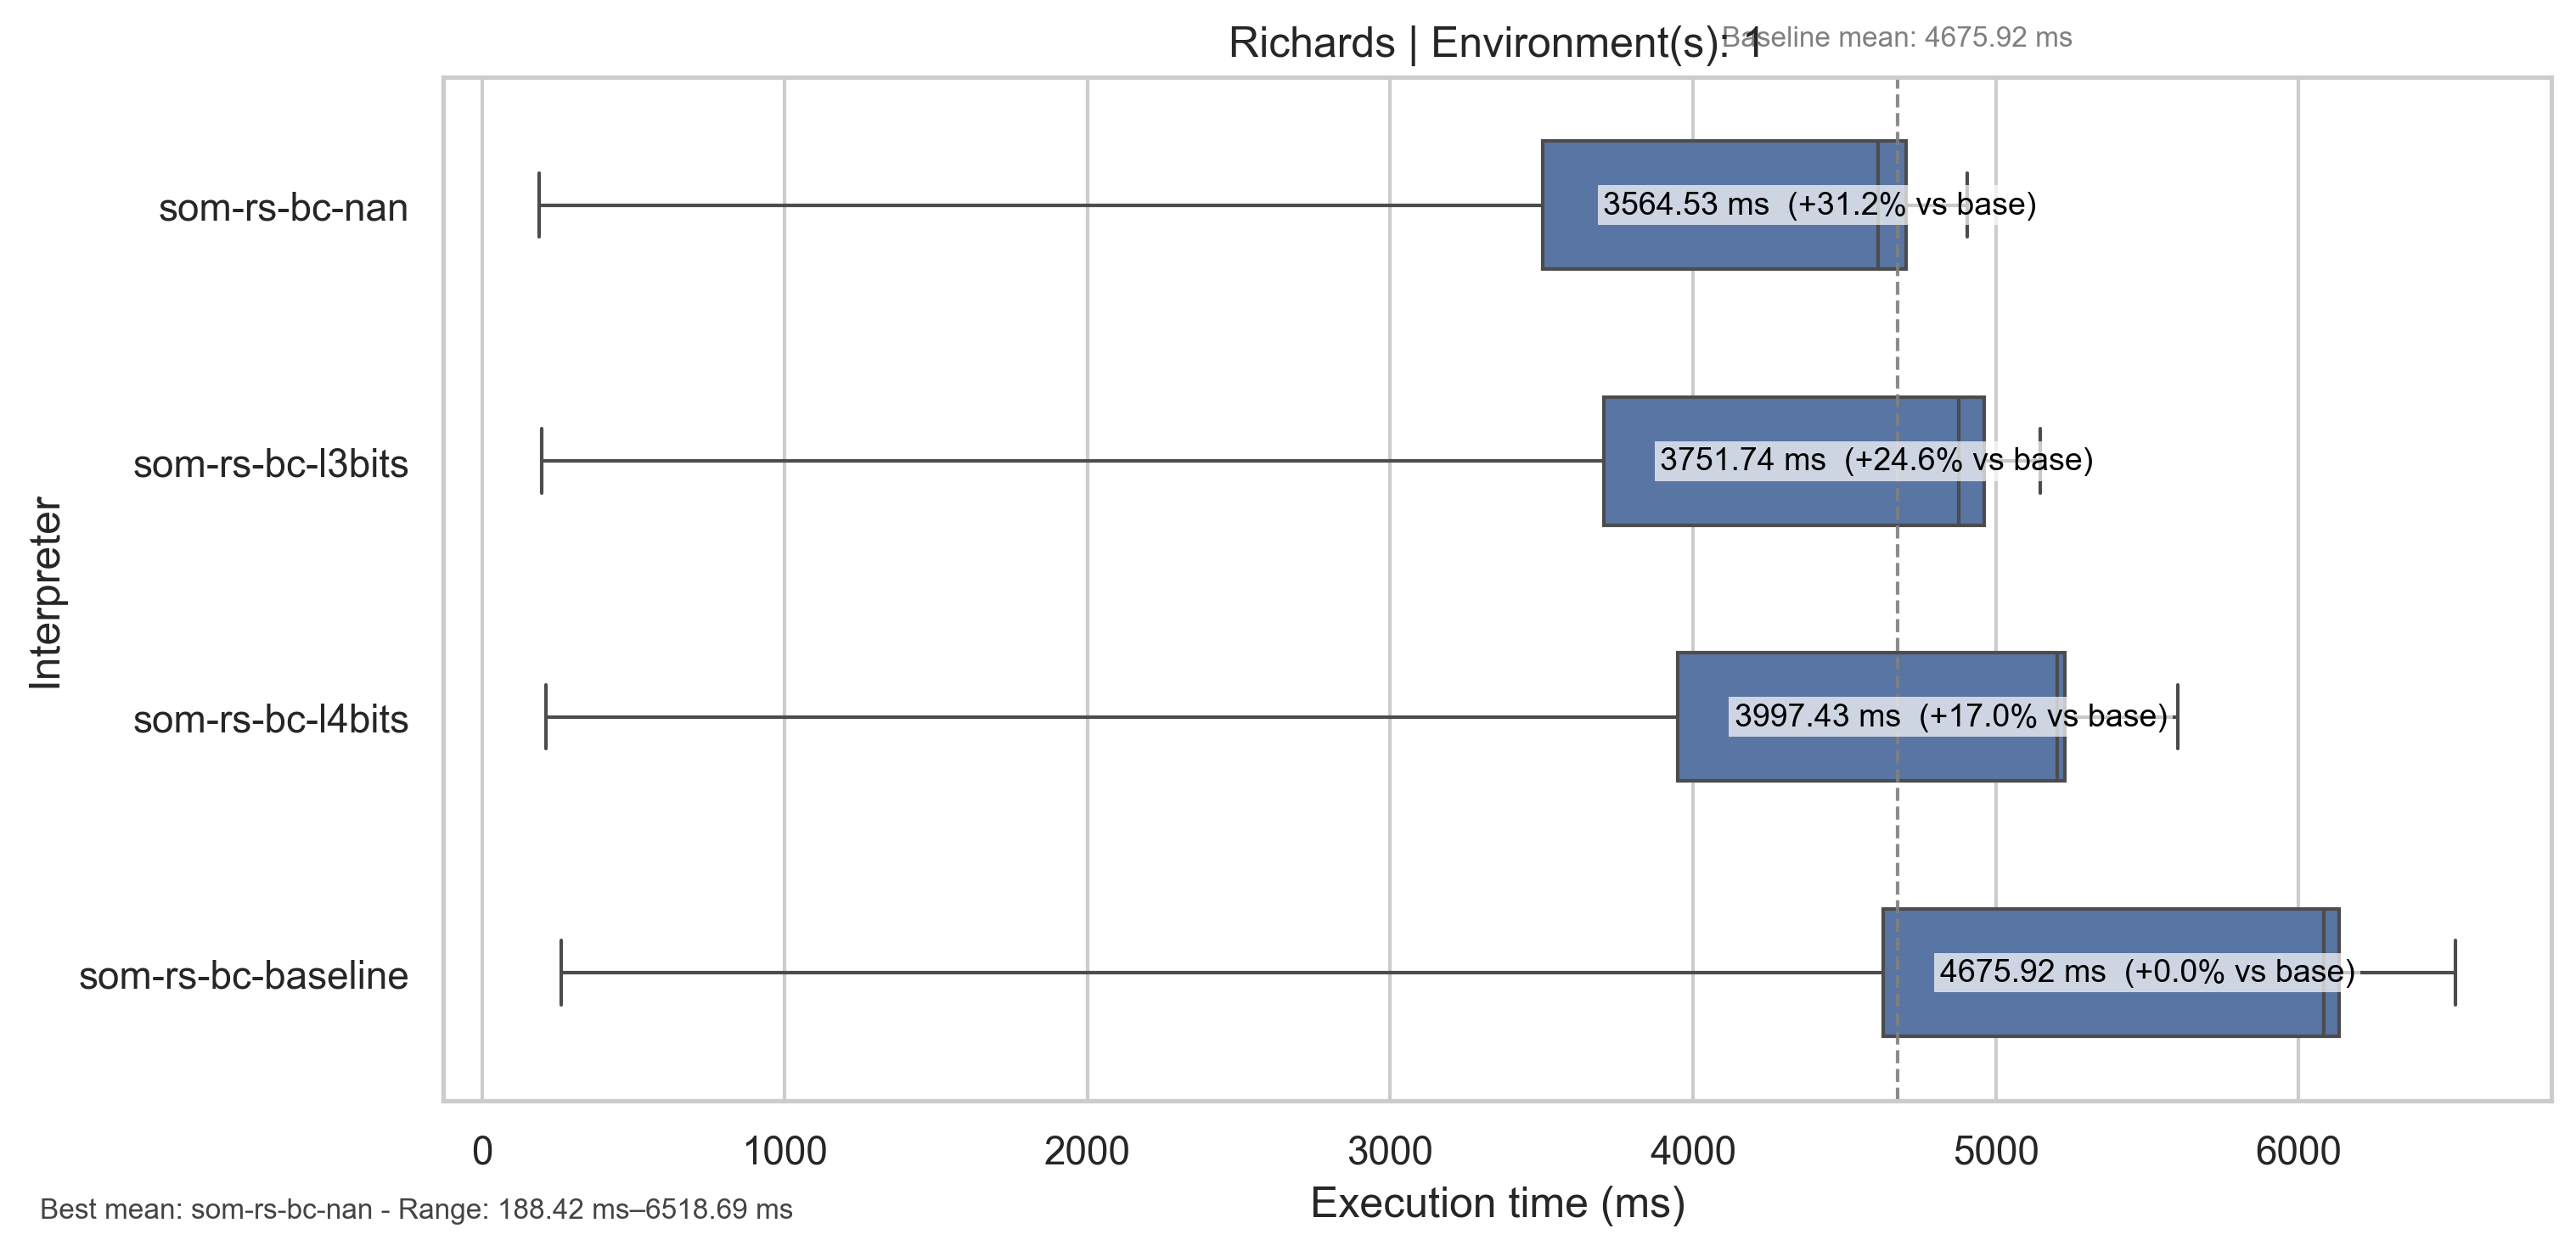 Richards | Environment(s): 1
Baseline mean: 4675.92 ms
Interpreter
som-rs-bc-nan
3564.53 ms  (+31.2% vs base)
som-rs-bc-l3bits
3751.74 ms  (+24.6% vs base)
som-rs-bc-l4bits
3997.43 ms  (+17.0% vs base)
som-rs-bc-baseline
4675.92 ms  (+0.0% vs base)
0 1000 2000 3000 4000 5000 6000
Execution time (ms)
Best mean: som-rs-bc-nan - Range: 188.42 ms–6518.69 ms